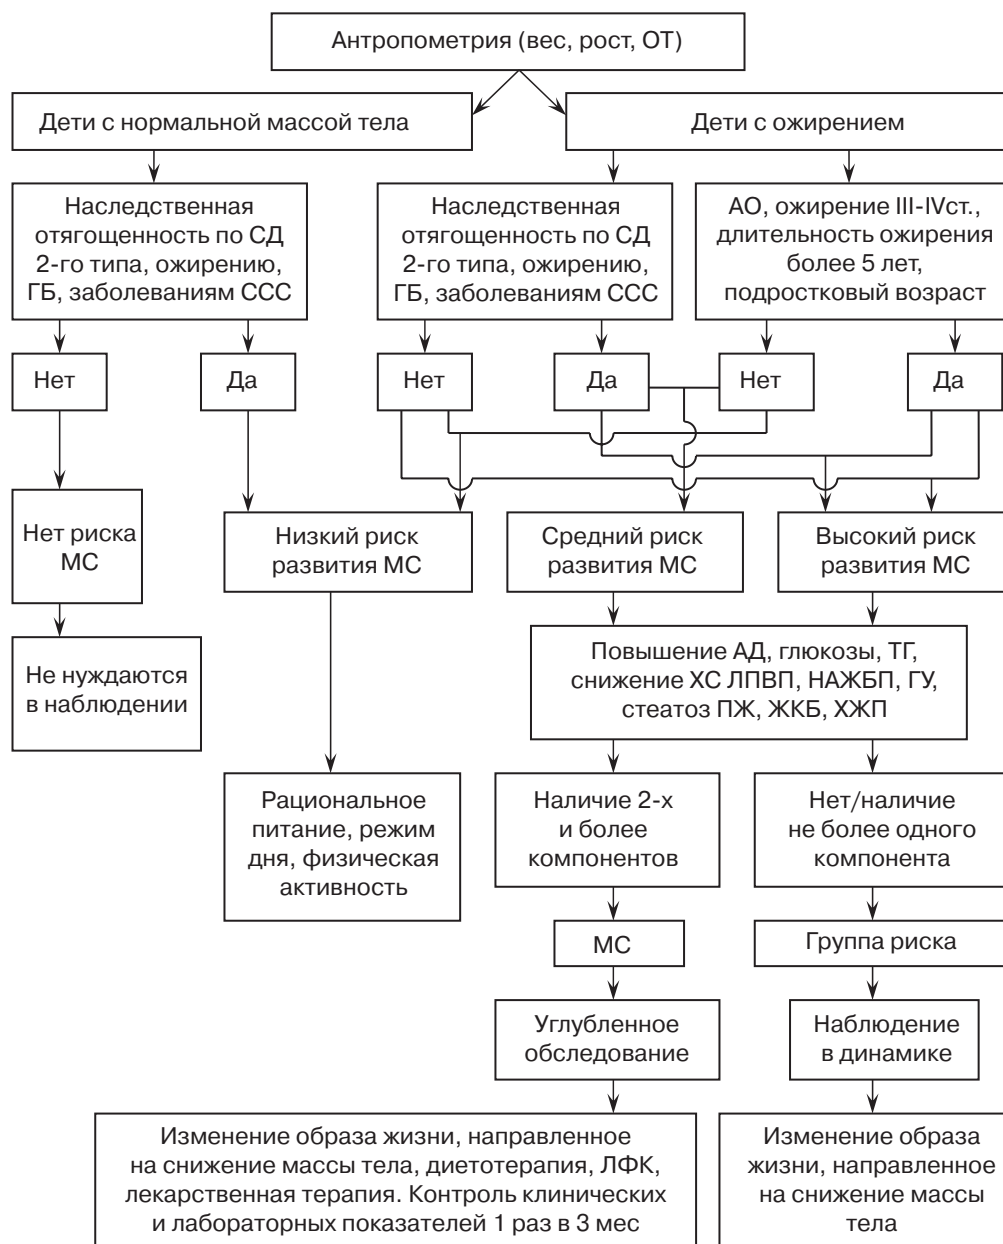 Антропометрия (вес, рост, ОТ)
Дети с нормальной массой тела
Дети с ожирением
Наследственная
отягощенность по СД
2-го типа, ожирению,
ГБ, заболеваниям ССС
Наследственная
отягощенность по СД
2-го типа, ожирению,
ГБ, заболеваниям ССС
АО, ожирение III-IVст.,
длительность ожирения
более 5 лет,
подростковый возраст
Нет
Да
Нет
Да
Нет
Да
Нет риска
МС
Низкий риск
развития МС
Средний риск
развития МС
Высокий риск
развития МС
Не нуждаются
в наблюдении
Повышение АД, глюкозы, ТГ,
снижение ХС ЛПВП, НАЖБП, ГУ,
стеатоз ПЖ, ЖКБ, ХЖП
Рациональное
питание, режим
дня, физическая
активность
Наличие 2-х
и более
компонентов
Нет/наличие
не более одного
компонента
МС
Группа риска
Углубленное
обследование
Наблюдение
в динамике
Изменение образа жизни, направленное
на снижение массы тела, диетотерапия, ЛФК,
лекарственная терапия. Контроль клинических
и лабораторных показателей 1 раз в 3 мес
Изменение образа
жизни, направленное
на снижение массы
тела